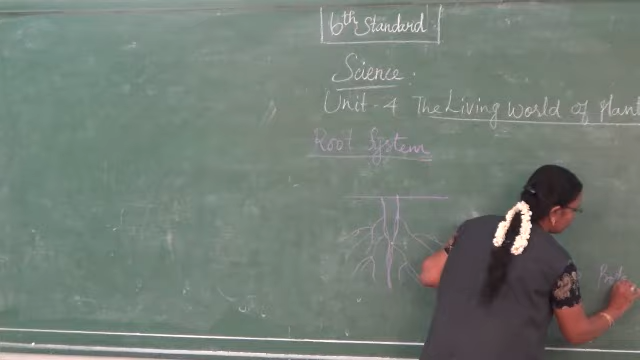 6th Standard
Science.
Unit - 4 The Living World of Plant
Root System